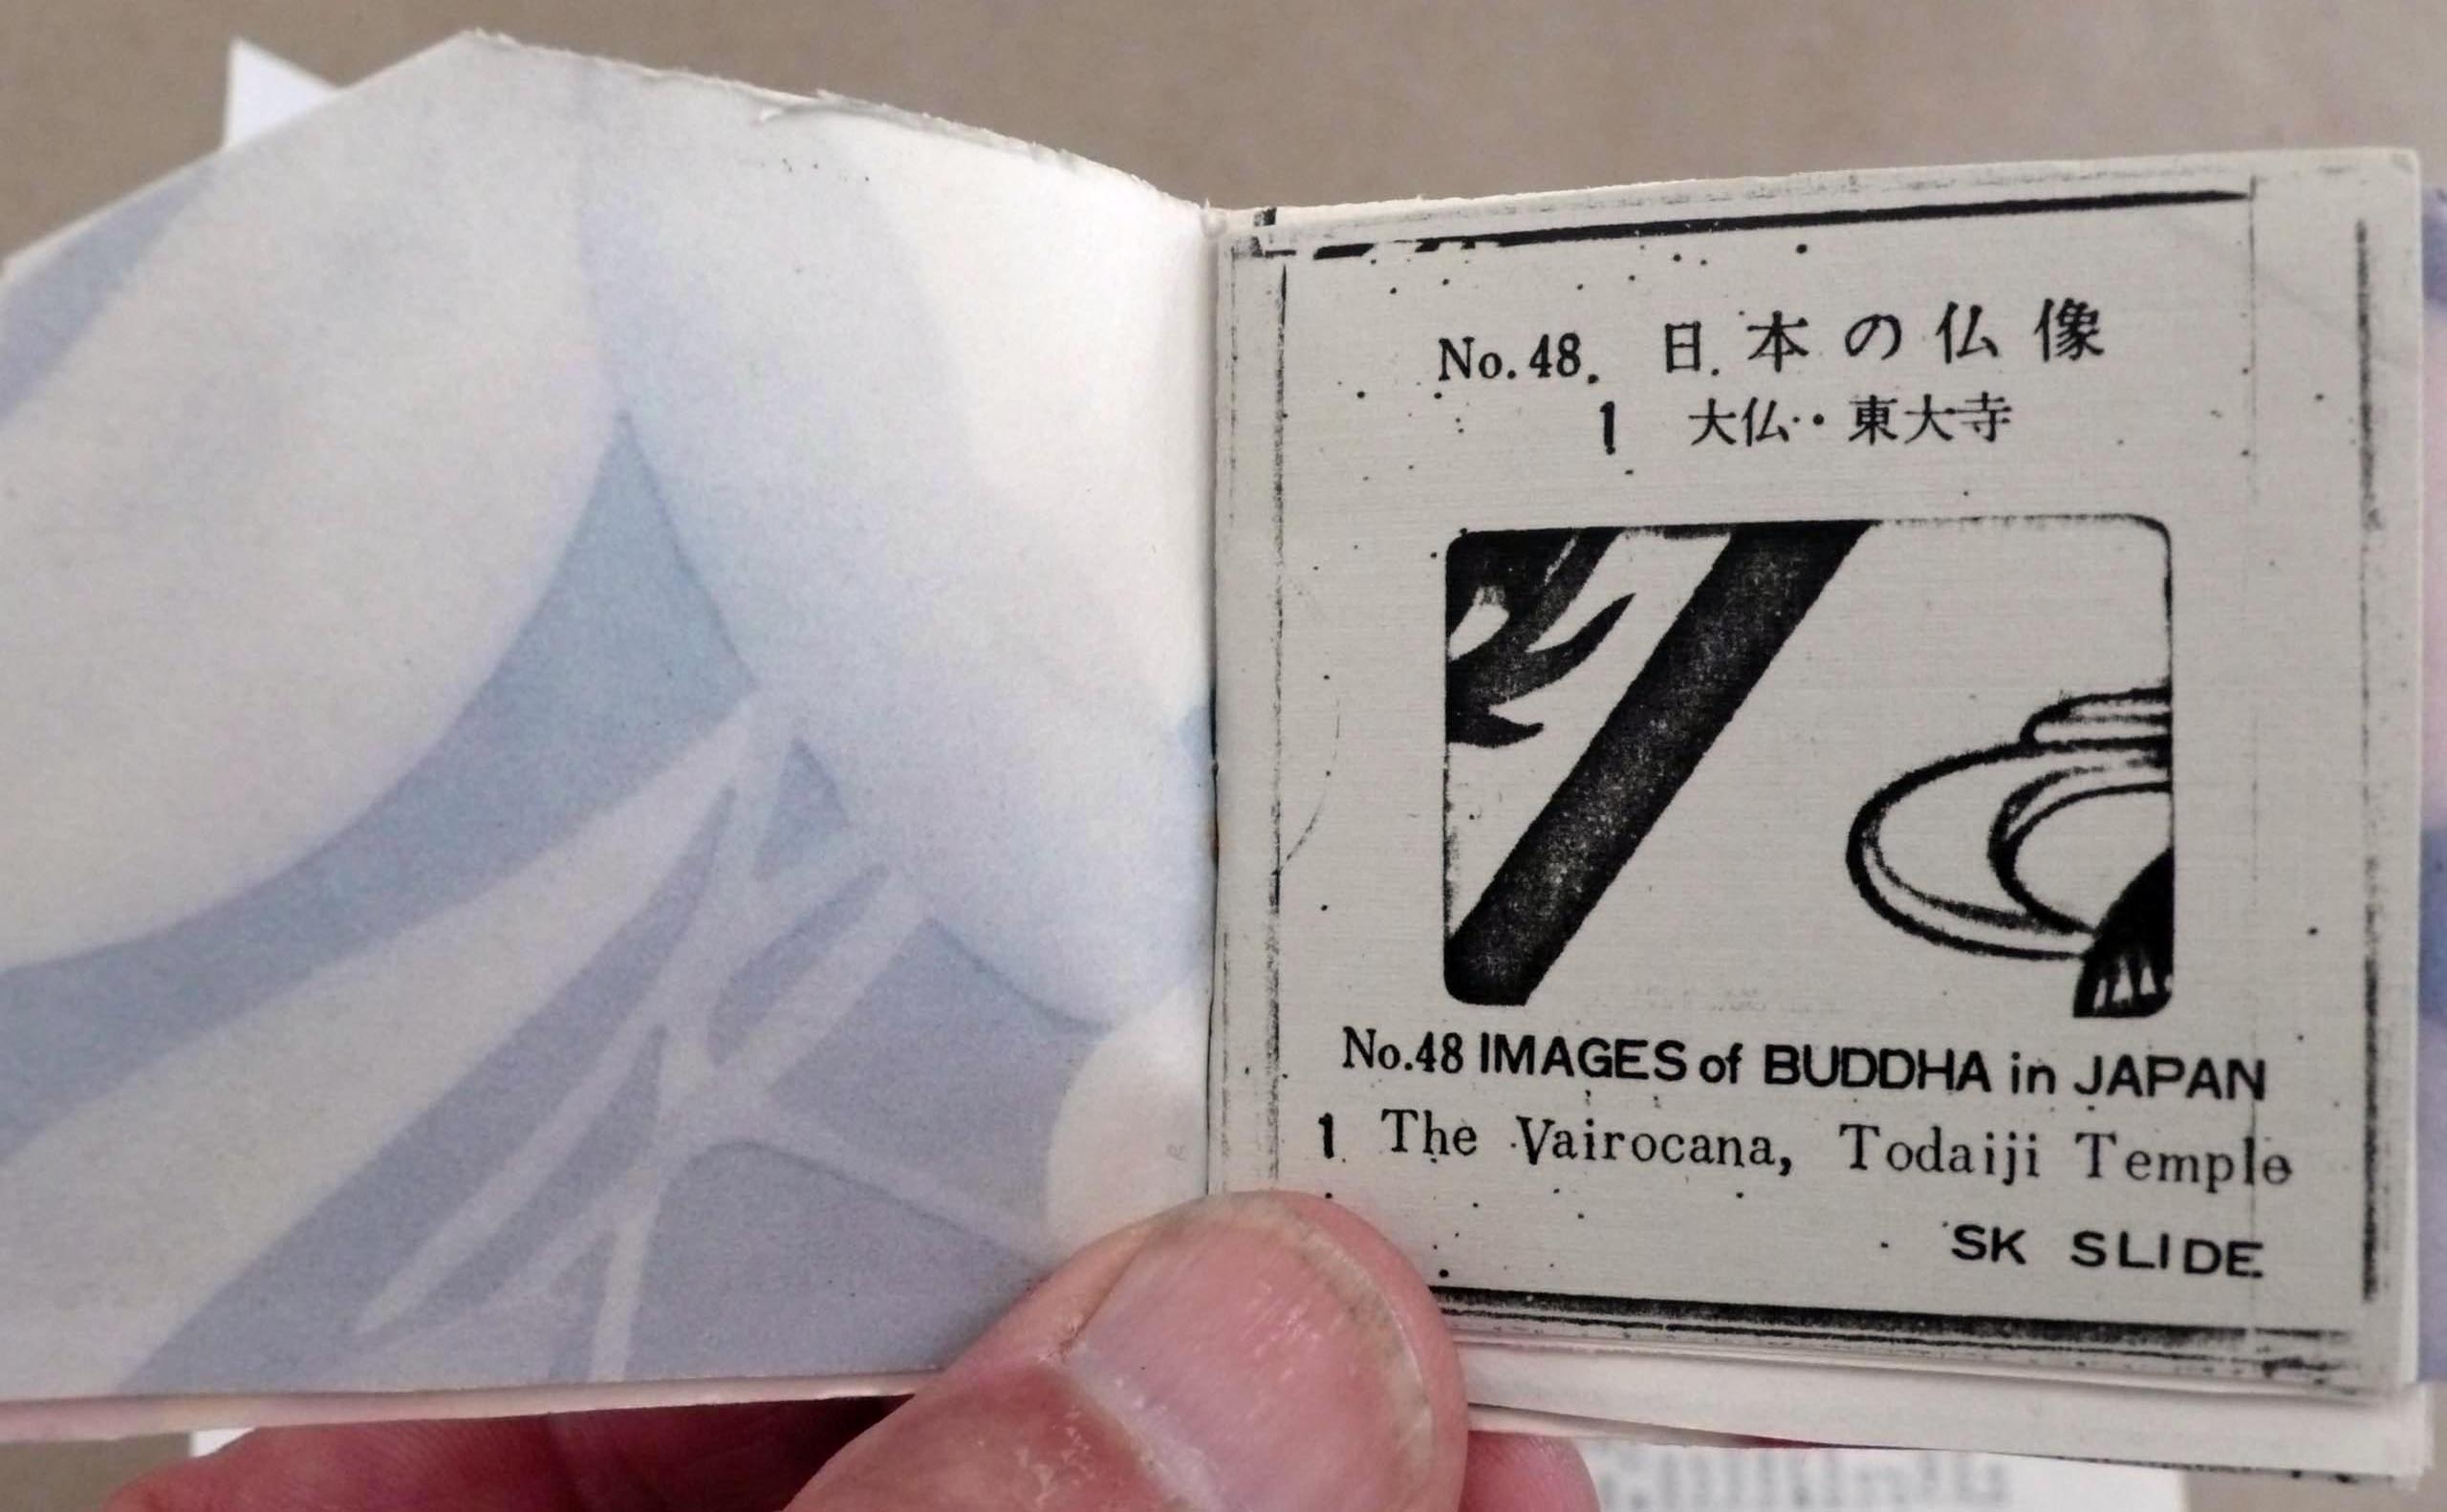 No.48. 日本の仏像
1 大仏・・東大寺
No.48 IMAGES of BUDDHA in JAPAN
1 The Vairocana, Todaiji Temple
SK SLIDE